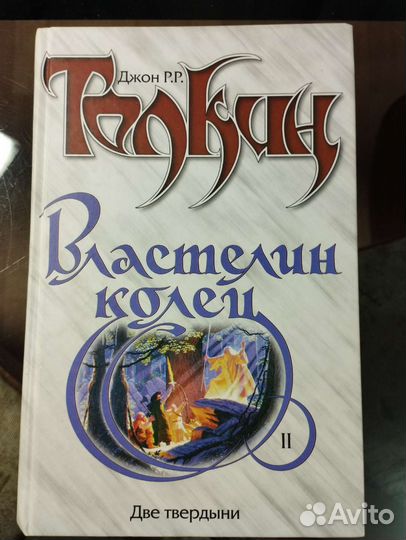 Джон Р.Р.
Толкин
Властелин
колец
II
Две твердыни
Avito